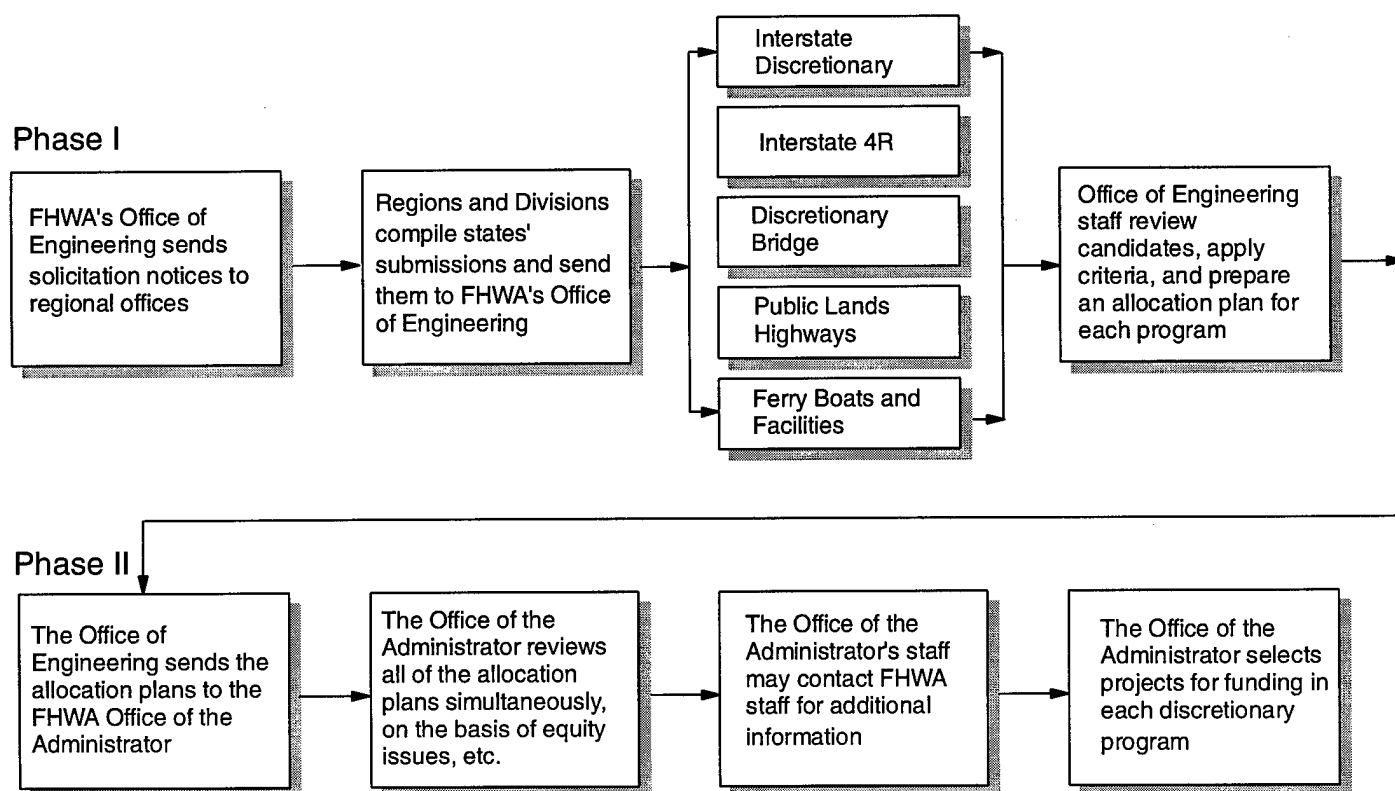 Phase I
FHWA's Office of
Engineering sends
solicitation notices to
regional offices
Regions and Divisions
compile states'
submissions and send
them to FHWA's Office
of Engineering
Interstate
Discretionary
Interstate 4R
Discretionary
Bridge
Public Lands
Highways
Ferry Boats and
Facilities
Office of Engineering
staff review
candidates, apply
criteria, and prepare
an allocation plan for
each program
Phase II
The Office of
Engineering sends the
allocation plans to the
FHWA Office of the
Administrator
The Office of the
Administrator reviews
all of the allocation
plans simultaneously,
on the basis of equity
issues, etc.
The Office of the
Administrator's staff
may contact FHWA
staff for additional
information
The Office of the
Administrator selects
projects for funding in
each discretionary
program